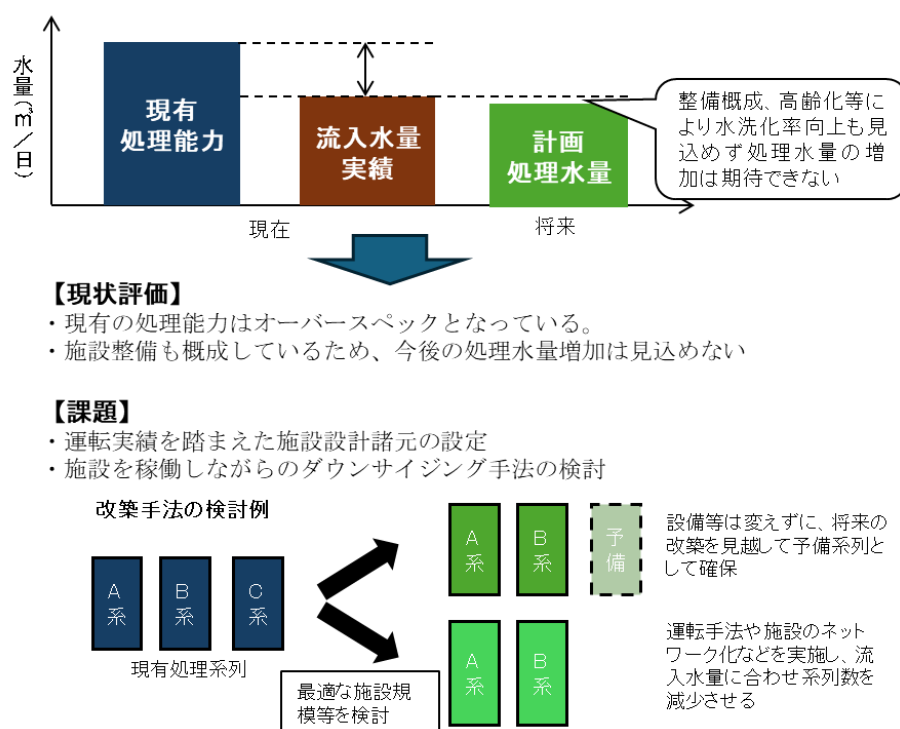 水量(㎥/日)
現有
処理能力
流入水量
実績
計画
処理水量
整備概成、高齢化等に
より水洗化率向上も見
込めず処理水量の増
加は期待できない
現在
将来
【現状評価】
・現有の処理能力はオーバースペックとなっている。
・施設整備も概成しているため、今後の処理水量増加は見込めない
【課題】
・運転実績を踏まえた施設設計諸元の設定
・施設を稼働しながらのダウンサイジング手法の検討
改築手法の検討例
A系
B系
C系
現有処理系列
A系
B系
予備
設備等は変えずに、将来の
改築を見越して予備系列と
して確保
最適な施設規
模等を検討
A系
B系
運転手法や施設のネット
ワーク化などを実施し、流
入水量に合わせ系列数を
減少させる